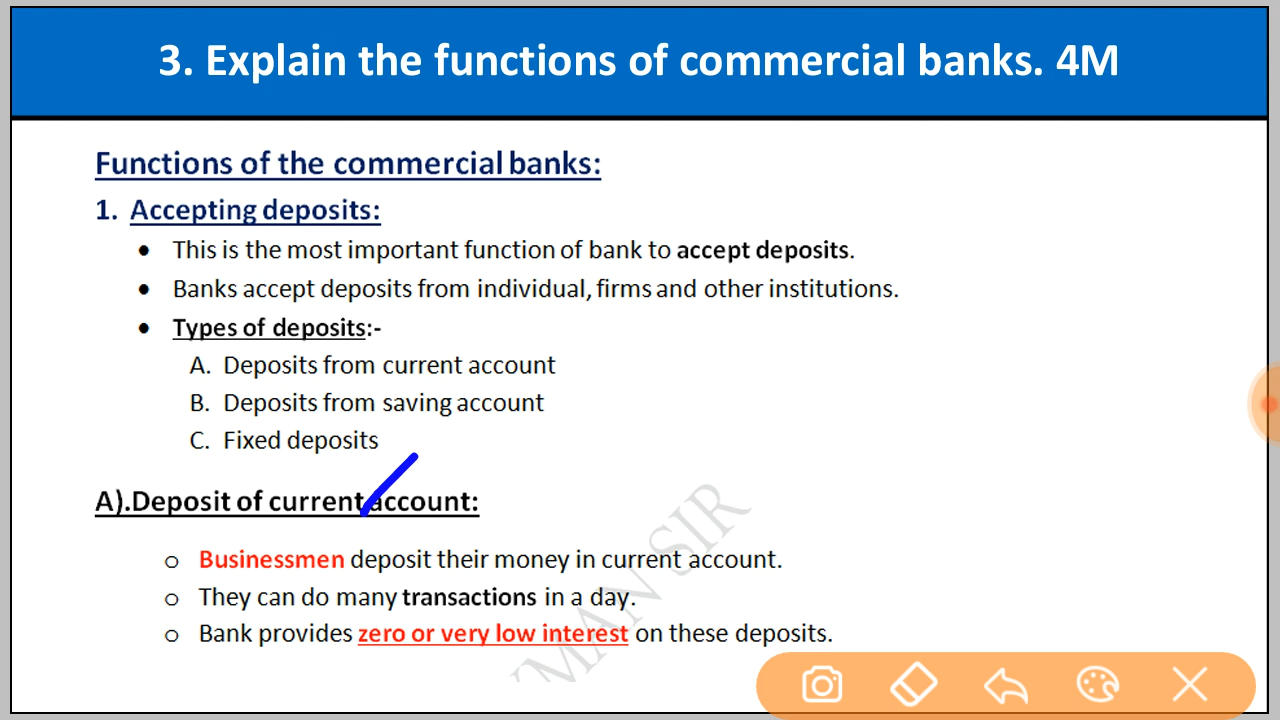 3. Explain the functions of commercial banks. 4M
Functions of the commercial banks:
1. Accepting deposits:
• This is the most important function of bank to accept deposits.
• Banks accept deposits from individual, firms and other institutions.
• Types of deposits:-
A. Deposits from current account
B. Deposits from saving account
C. Fixed deposits
A).Deposit of current account:
o Businessmen deposit their money in current account.
o They can do many transactions in a day.
o Bank provides zero or very low interest on these deposits.
SIR